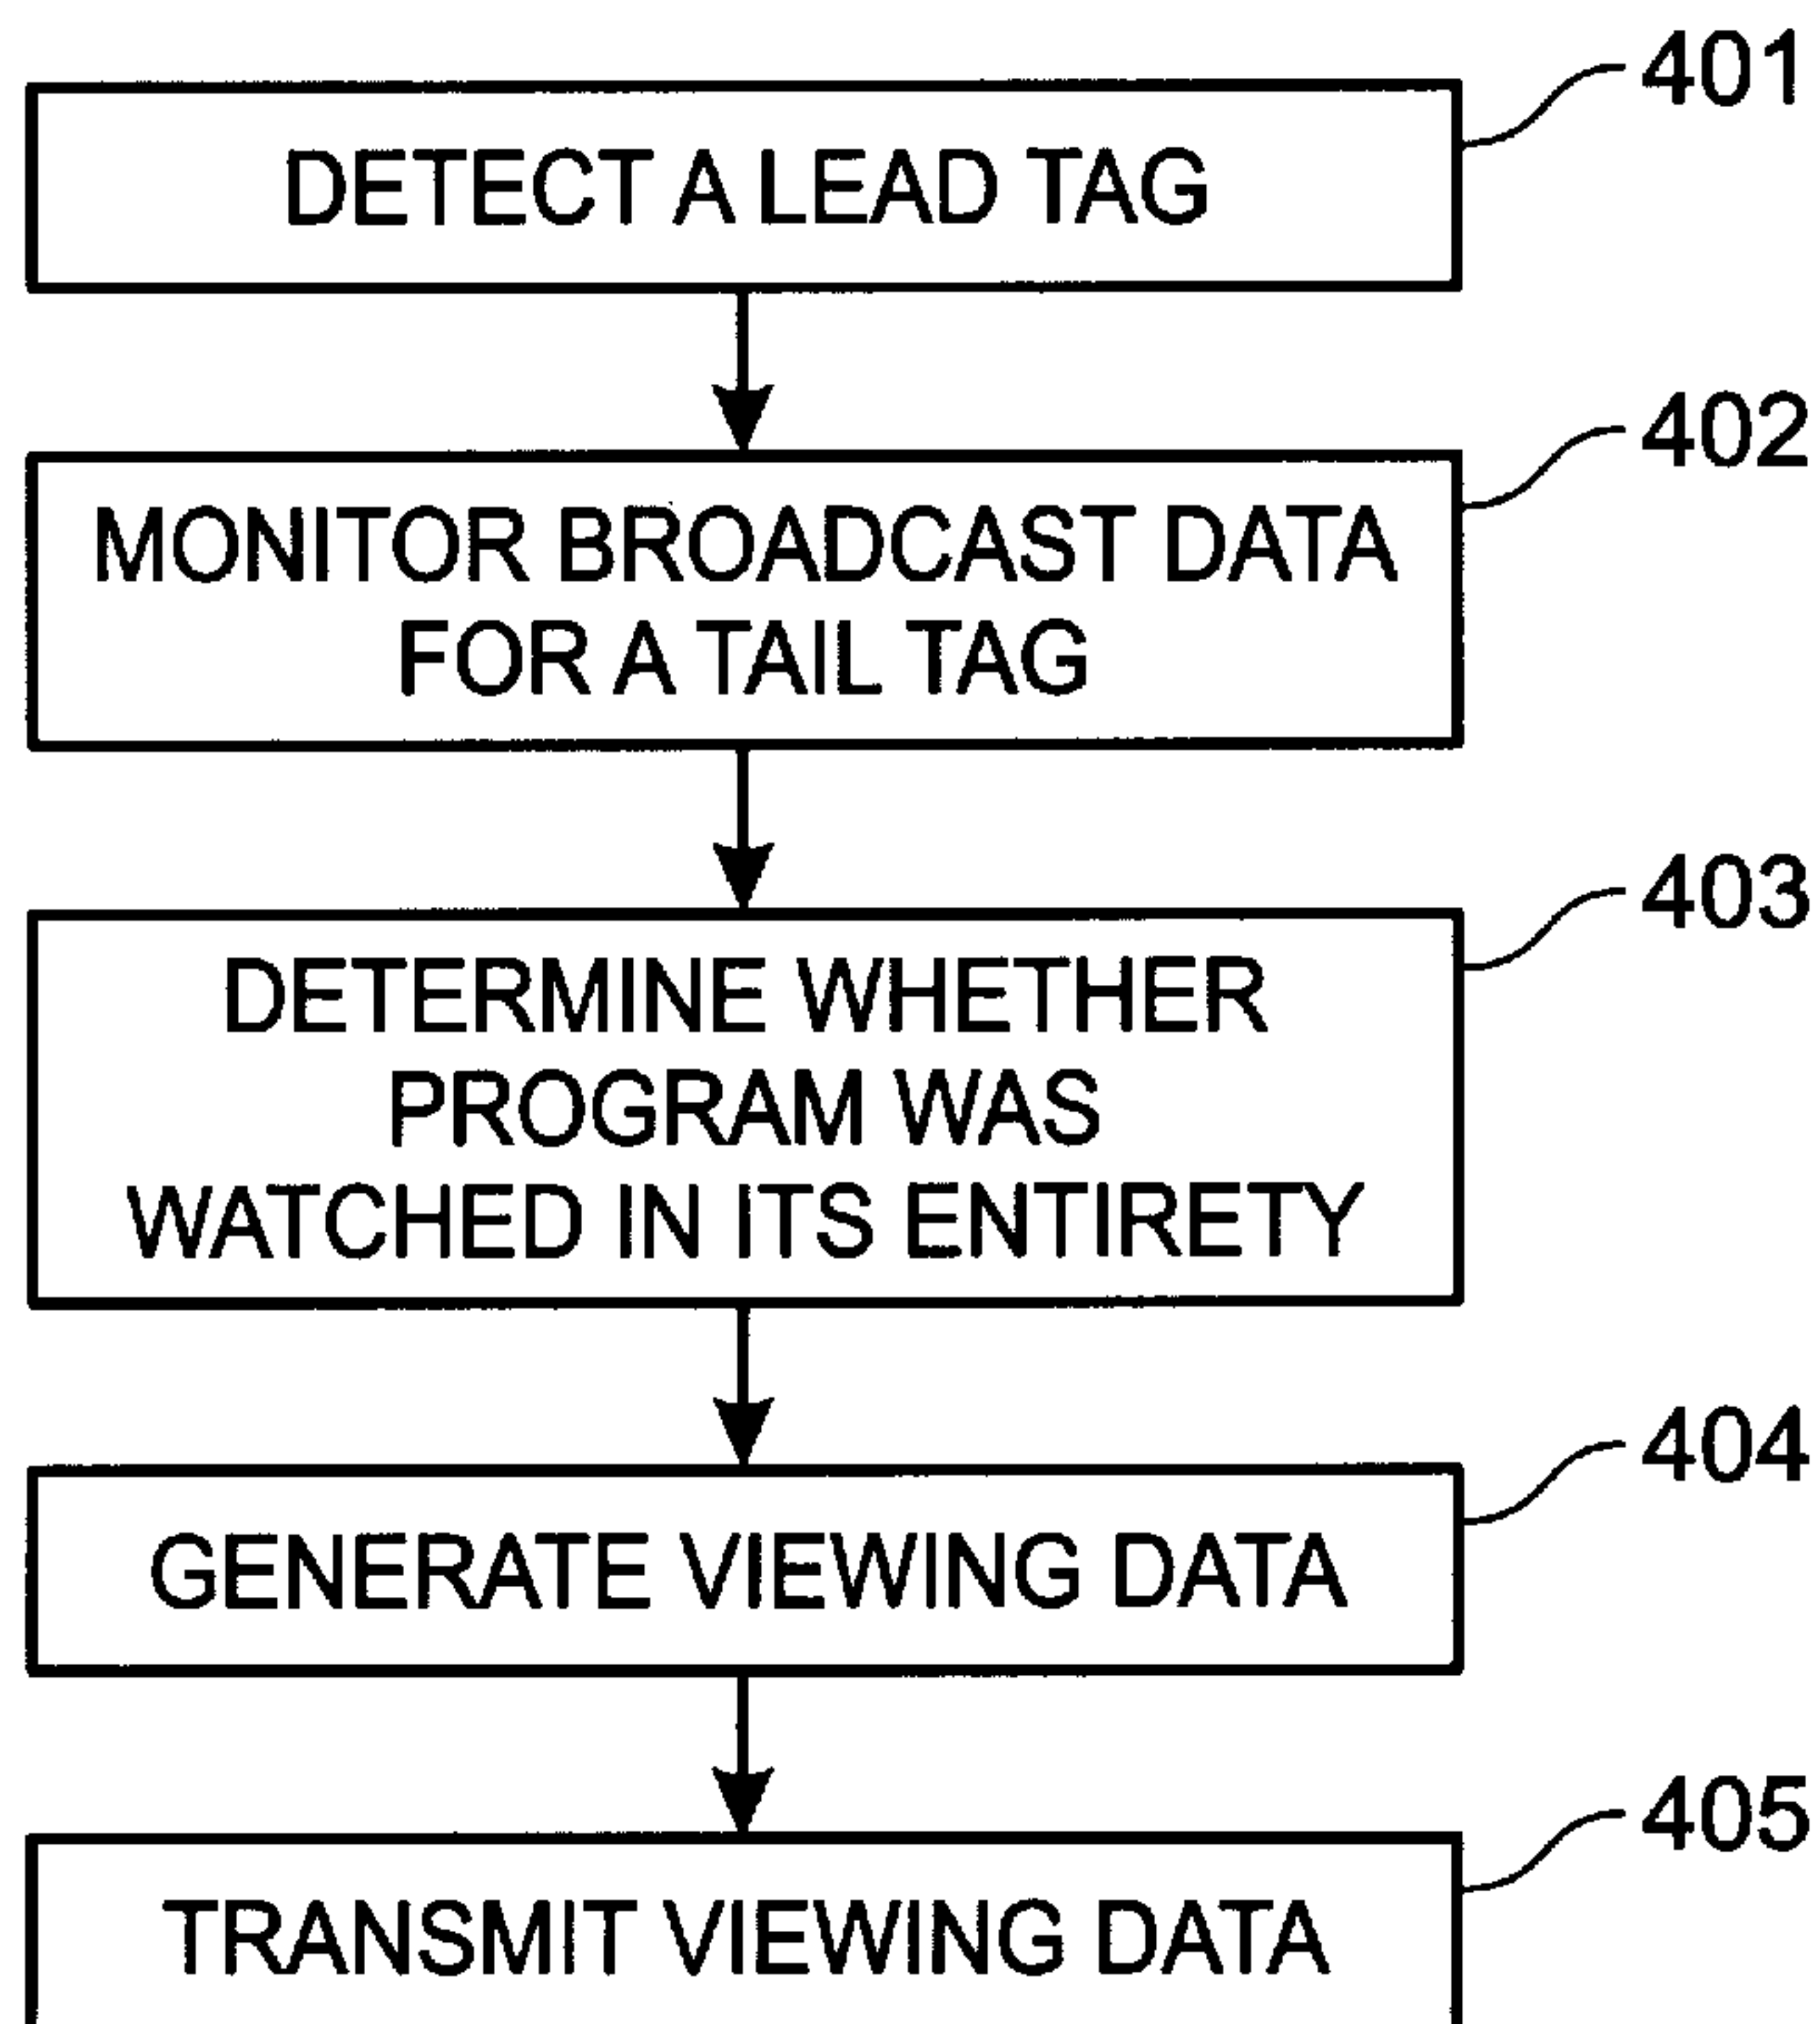 401
DETECT A LEAD TAG
402
MONITOR BROADCAST DATA
FOR A TAIL TAG
403
DETERMINE WHETHER
PROGRAM WAS
WATCHED IN ITS ENTIRETY
404
GENERATE VIEWING DATA
405
TRANSMIT VIEWING DATA